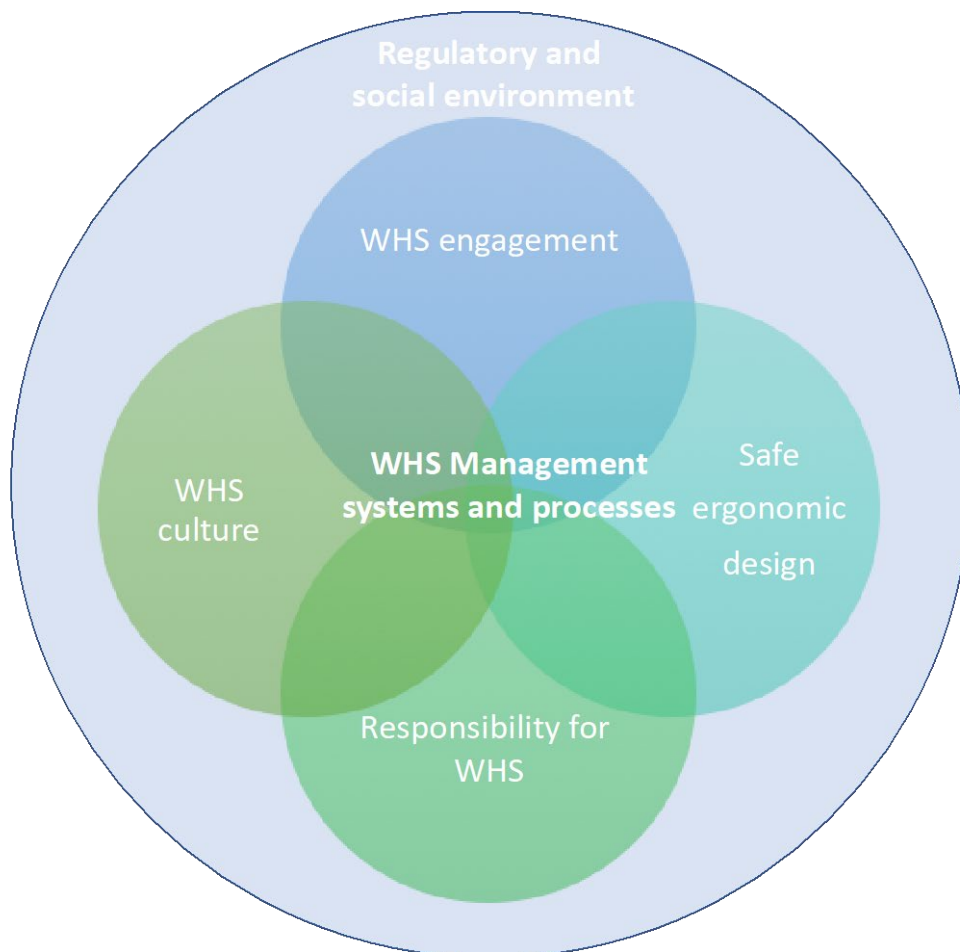 Regulatory and
social environment
WHS engagement
WHS
culture
WHS Management
systems and processes
Safe
ergonomic
design
Responsibility for
WHS